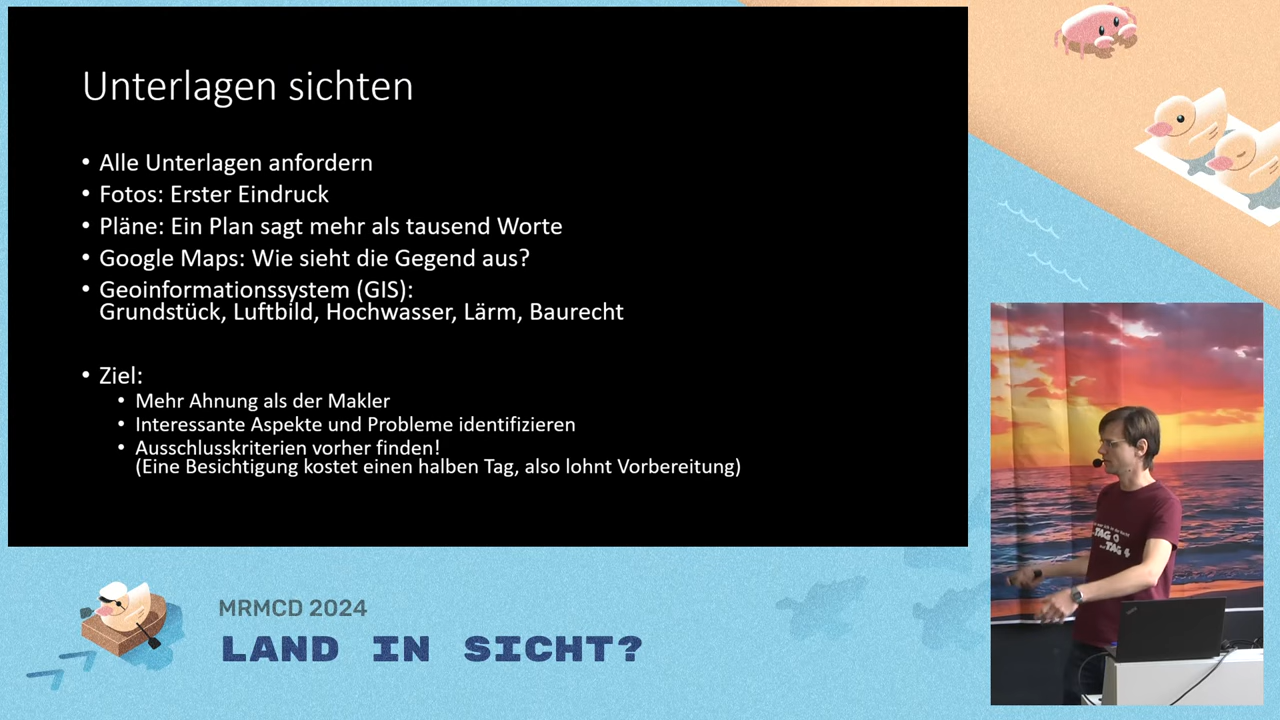 Unterlagen sichten
• Alle Unterlagen anfordern
• Fotos: Erster Eindruck
• Pläne: Ein Plan sagt mehr als tausend Worte
• Google Maps: Wie sieht die Gegend aus?
• Geoinformationssystem (GIS):
Grundstück, Luftbild, Hochwasser, Lärm, Baurecht
• Ziel:
• Mehr Ahnung als der Makler
• Interessante Aspekte und Probleme identifizieren
• Ausschlusskriterien vorher finden!
(Eine Besichtigung kostet einen halben Tag, also lohnt Vorbereitung)
TAG
TAG
MRMCD 2024
LAND IN SICHT?